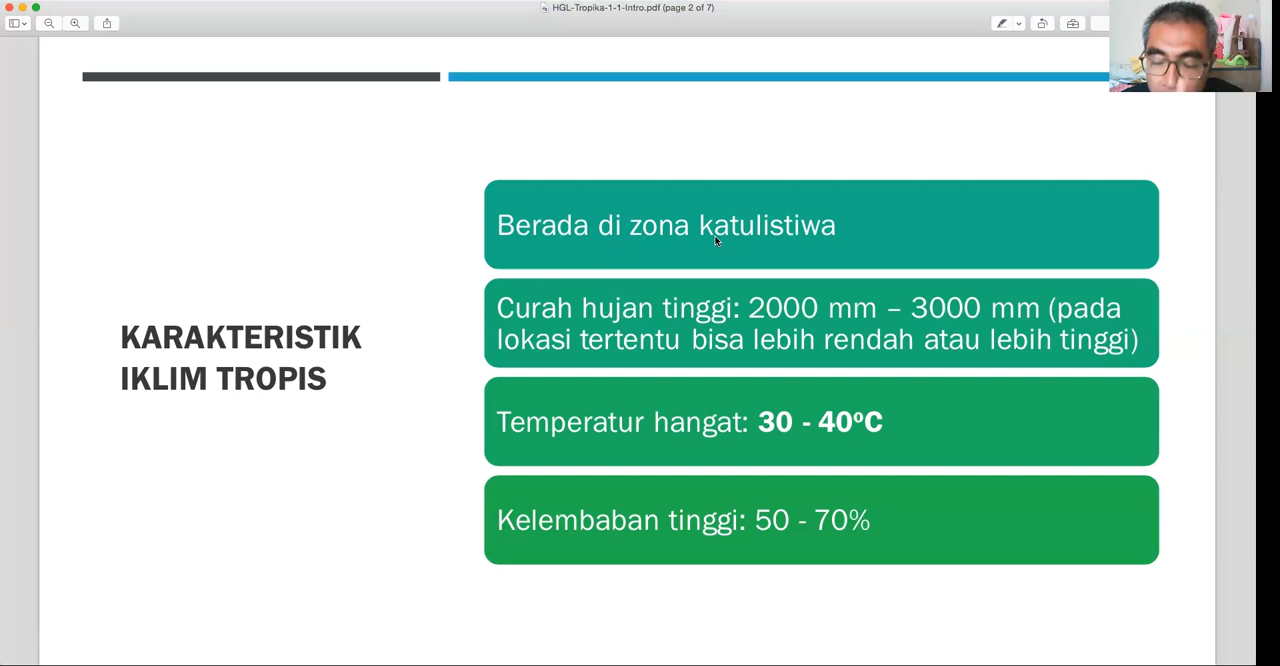 HGL-Tropika-1-1-Intro.pdf (page 2 of 7)
KARAKTERISTIK
IKLIM TROPIS
Berada di zona katulistiwa
Curah hujan tinggi: 2000 mm – 3000 mm (pada
lokasi tertentu bisa lebih rendah atau lebih tinggi)
Temperatur hangat: 30 - 40ºC
Kelembaban tinggi: 50 - 70%